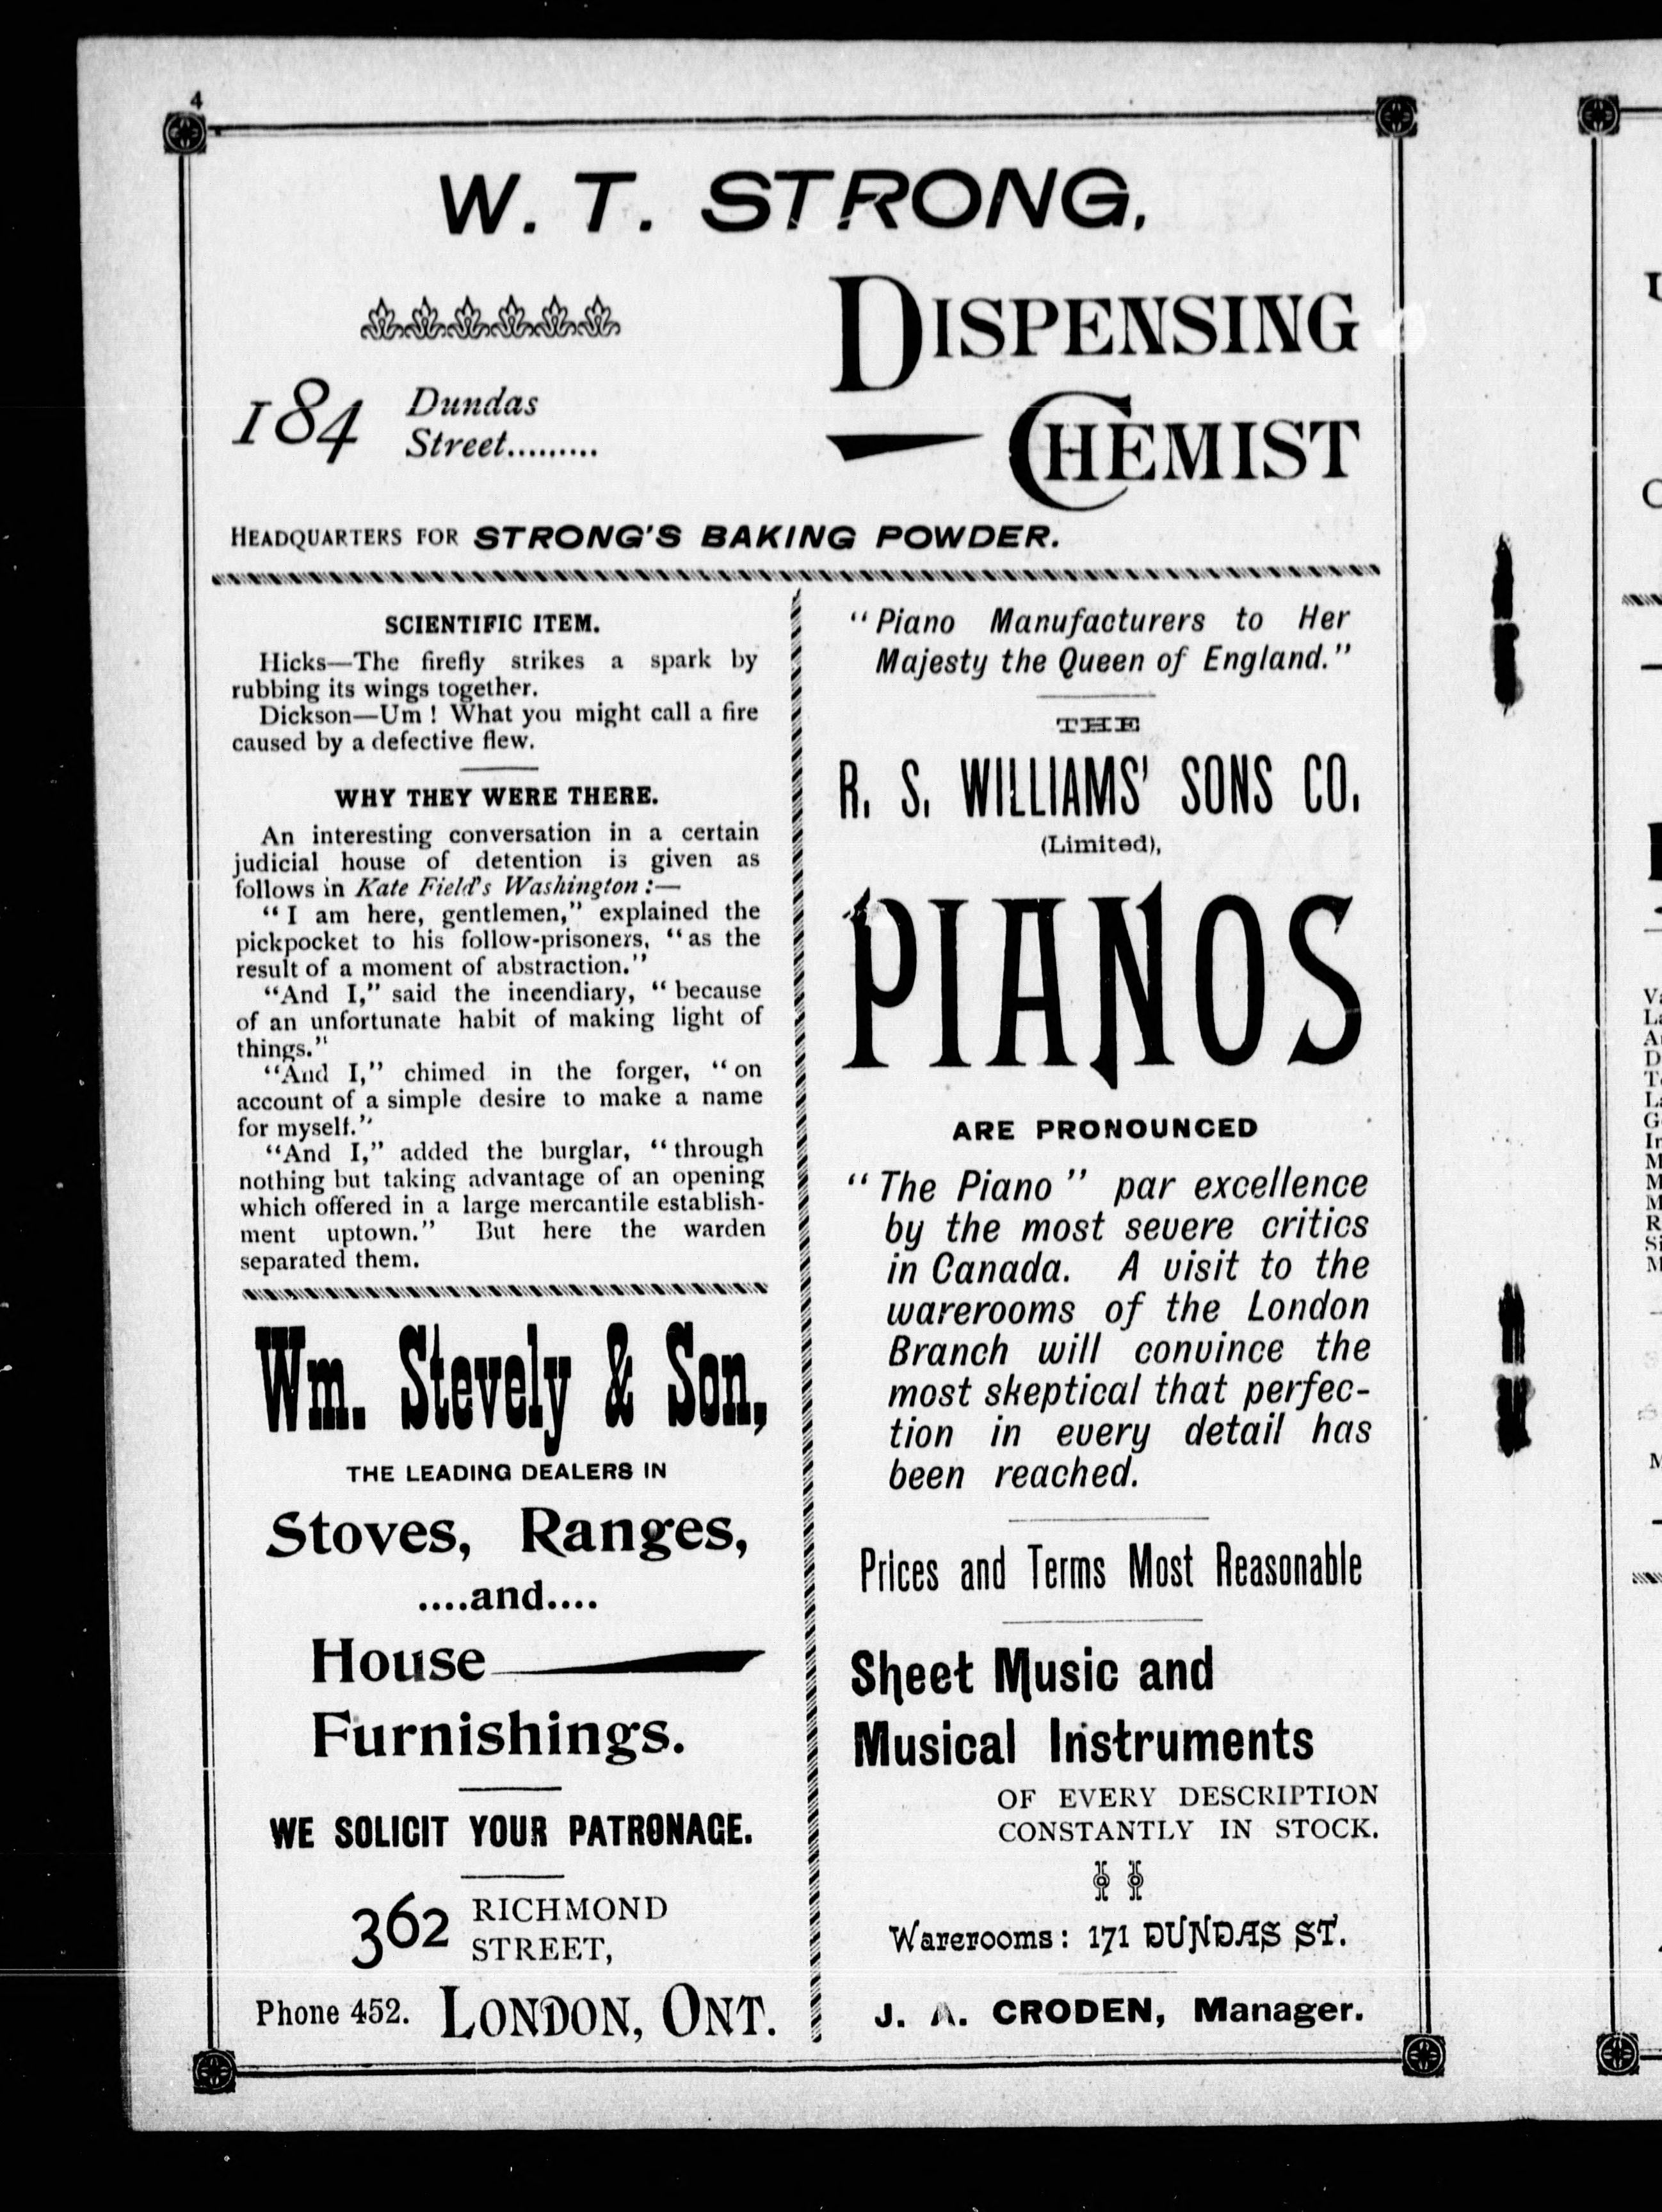 4
W. T. STRONG,
184 Dundas
Street.........
DISPENSING
CHEMIST
HEADQUARTERS FOR STRONG'S BAKING POWDER.
SCIENTIFIC ITEM.
Hicks—The firefly strikes a spark by
rubbing its wings together.
Dickson—Um ! What you might call a fire
caused by a defective flew.
WHY THEY WERE THERE.
An interesting conversation in a certain
judicial house of detention is given as
follows in Kate Field's Washington :—
"I am here, gentlemen," explained the
pickpocket to his follow-prisoners, "as the
result of a moment of abstraction."
"And I," said the incendiary, "because
of an unfortunate habit of making light of
things."
"And I," chimed in the forger, "on
account of a simple desire to make a name
for myself."
"And I," added the burglar, "through
nothing but taking advantage of an opening
which offered in a large mercantile establish-
ment uptown." But here the warden
separated them.
Wm. Stevely & Son,
THE LEADING DEALERS IN
Stoves, Ranges,
....and....
House
Furnishings.
WE SOLICIT YOUR PATRONAGE.
362 RICHMOND
STREET,
Phone 452. LONDON, ONT.
"Piano Manufacturers to Her
Majesty the Queen of England."
THE
R. S. WILLIAMS' SONS CO.
(Limited),
PIANOS
ARE PRONOUNCED
"The Piano" par excellence
by the most severe critics
in Canada. A visit to the
warerooms of the London
Branch will convince the
most skeptical that perfec-
tion in every detail has
been reached.
Prices and Terms Most Reasonable
Sheet Music and
Musical Instruments
OF EVERY DESCRIPTION
CONSTANTLY IN STOCK.
Warerooms: 171 DUNDAS ST.
J. A. CRODEN, Manager.